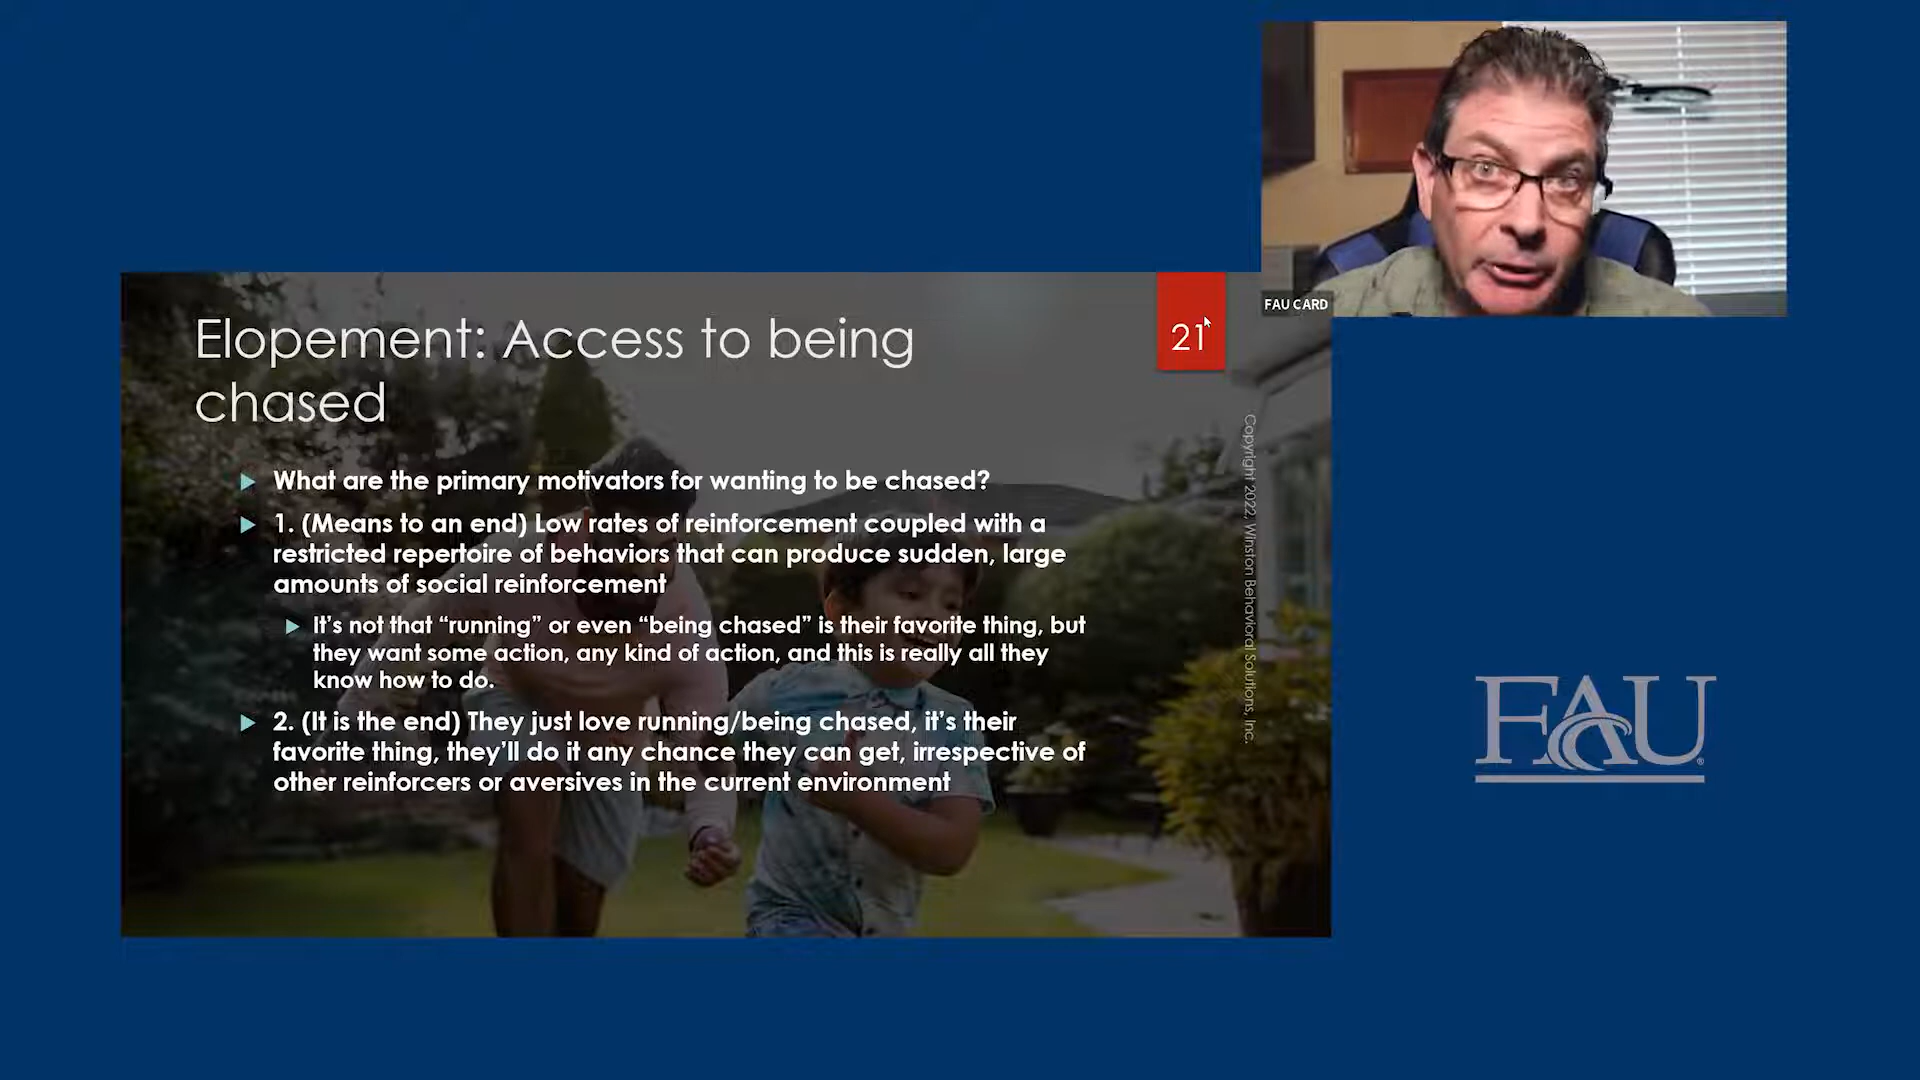 FAU CARD
Elopement: Access to being
chased
21
What are the primary motivators for wanting to be chased?
1. (Means to an end) Low rates of reinforcement coupled with a
restricted repertoire of behaviors that can produce sudden, large
amounts of social reinforcement
It's not that “running” or even “being chased” is their favorite thing, but
they want some action, any kind of action, and this is really all they
know how to do.
2. (It is the end) They just love running/being chased, it's their
favorite thing, they'll do it any chance they can get, irrespective of
other reinforcers or aversives in the current environment
Copyright 2022, Winston Behavioral Solutions, Inc.
FAU